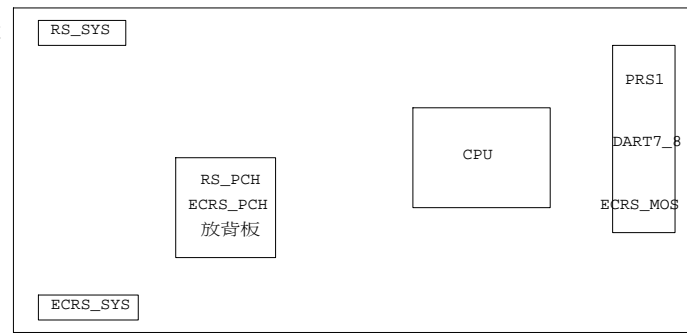 RS_SYS
PRS1
DART7_8
CPU
RS_PCH
ECRS_PCH
放背板
ECRS_MOS
ECRS_SYS